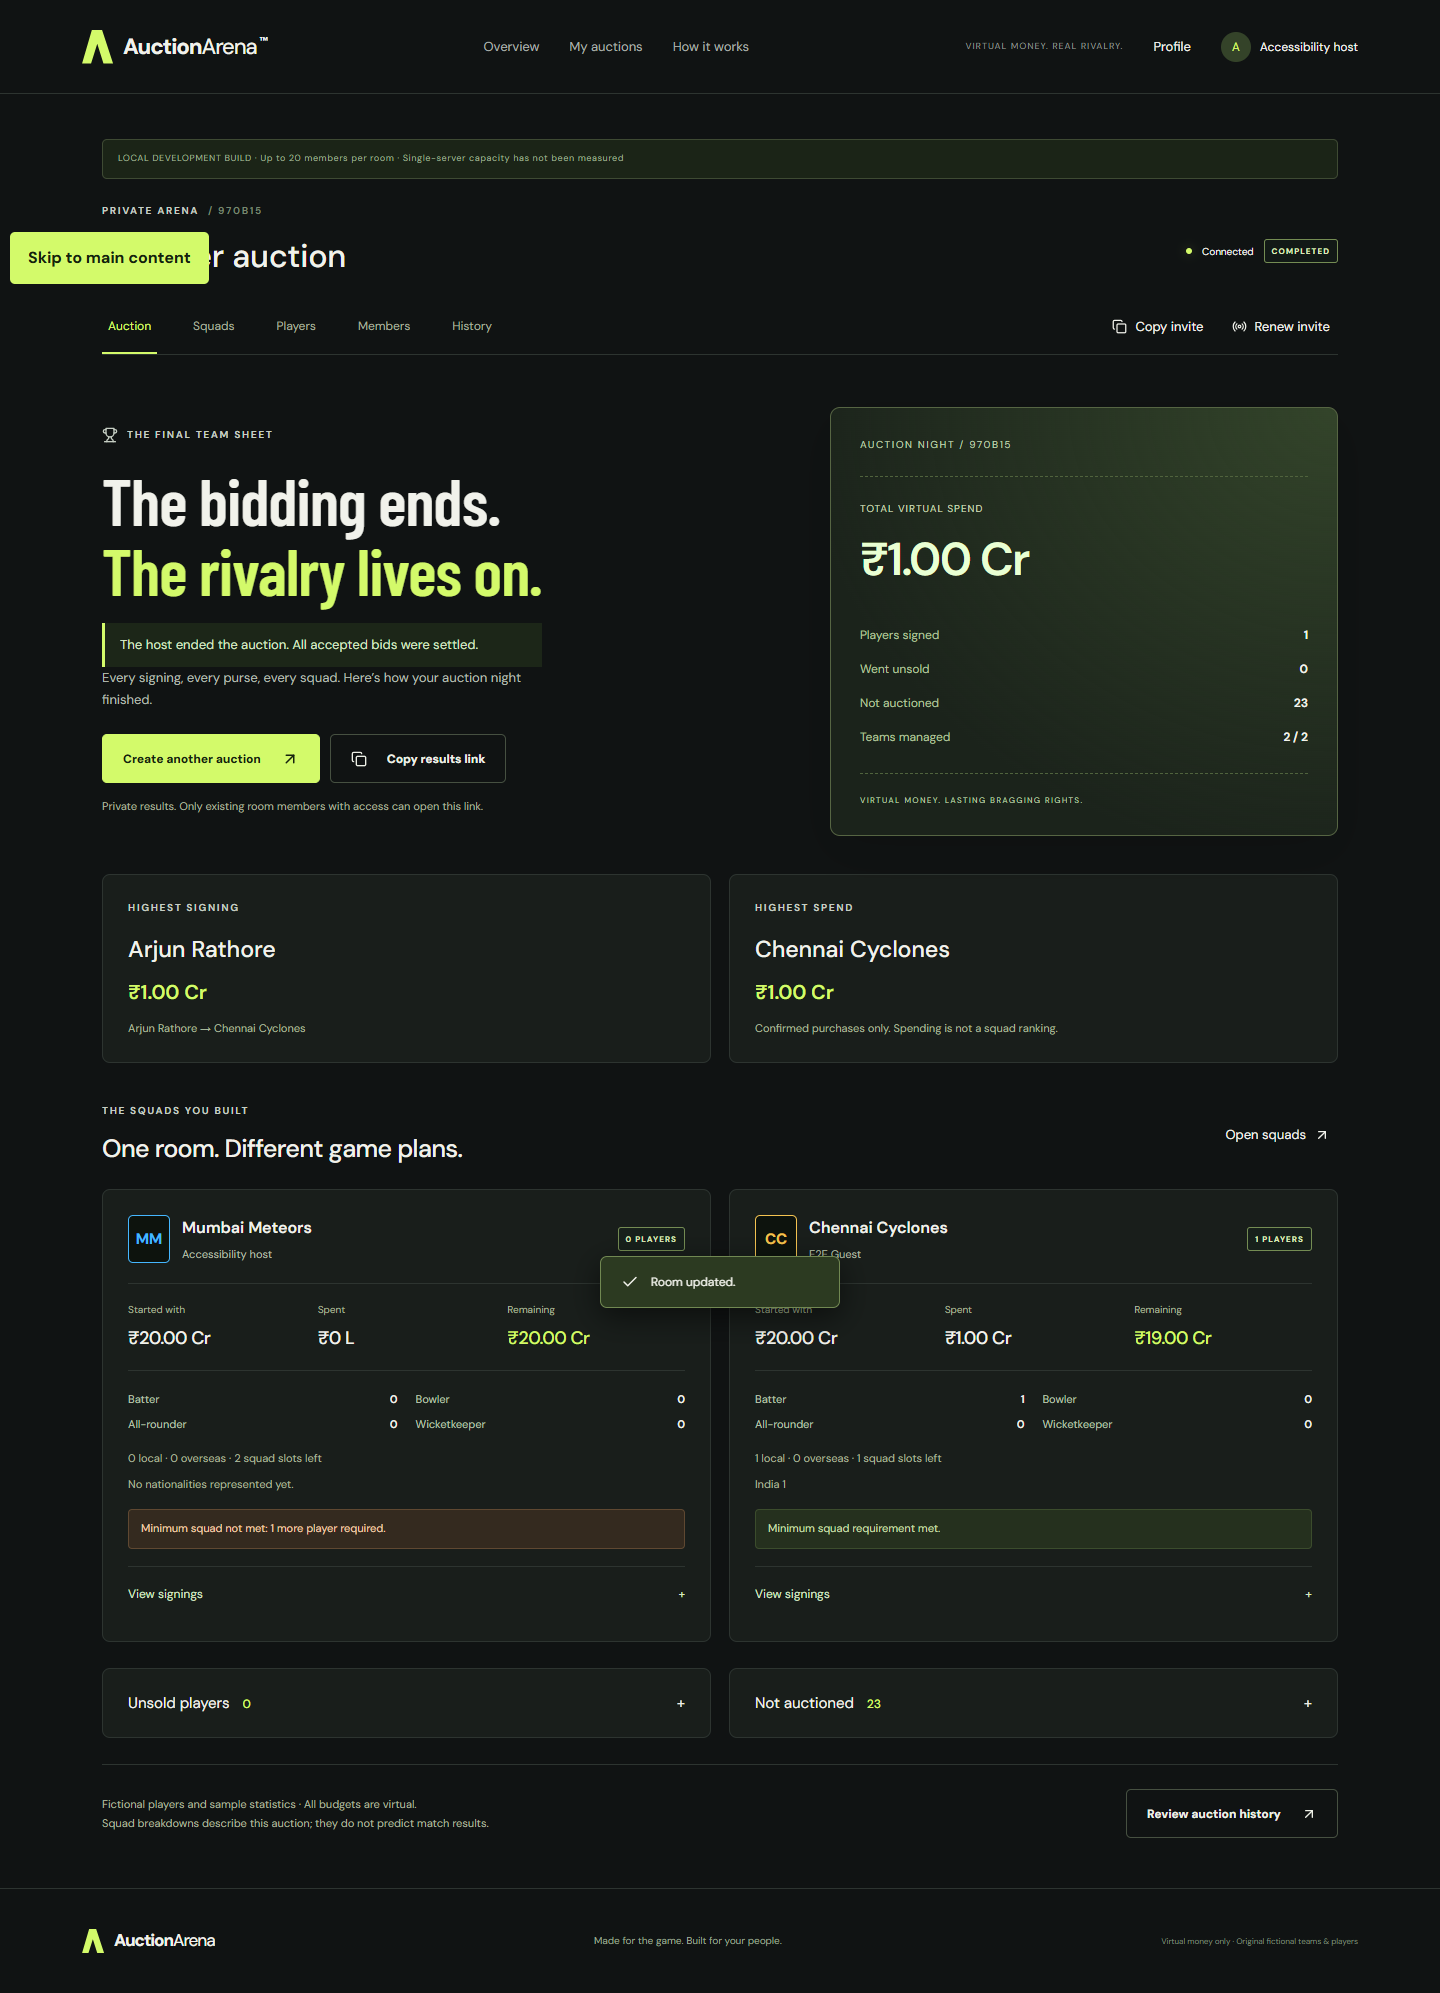 AuctionArena™
Overview
My auctions
How it works
VIRTUAL MONEY. REAL RIVALRY.
Profile
A
Accessibility host
LOCAL DEVELOPMENT BUILD · Up to 20 members per room · Single-server capacity has not been measured
PRIVATE ARENA / 970B15
Skip to main content
r auction
Connected
COMPLETED
Auction
Squads
Players
Members
History
Copy invite
Renew invite
THE FINAL TEAM SHEET
The bidding ends.
The rivalry lives on.
The host ended the auction. All accepted bids were settled.
Every signing, every purse, every squad. Here's how your auction night
finished.
Create another auction
Copy results link
Private results. Only existing room members with access can open this link.
AUCTION NIGHT / 970B15
TOTAL VIRTUAL SPEND
₹1.00 Cr
Players signed 1
Went unsold 0
Not auctioned 23
Teams managed 2 / 2
VIRTUAL MONEY. LASTING BRAGGING RIGHTS.
HIGHEST SIGNING
Arjun Rathore
₹1.00 Cr
Arjun Rathore → Chennai Cyclones
HIGHEST SPEND
Chennai Cyclones
₹1.00 Cr
Confirmed purchases only. Spending is not a squad ranking.
THE SQUADS YOU BUILT
One room. Different game plans.
Open squads
MM
Mumbai Meteors
Accessibility host
0 PLAYERS
Started with Spent Remaining
₹20.00 Cr ₹0 L ₹20.00 Cr
Batter 0 Bowler 0
All-rounder 0 Wicketkeeper 0
0 local · 0 overseas · 2 squad slots left
No nationalities represented yet.
Minimum squad not met: 1 more player required.
View signings +
CC
Chennai Cyclones
E2E Guest
1 PLAYERS
Room updated.
Started with Spent Remaining
₹20.00 Cr ₹1.00 Cr ₹19.00 Cr
Batter 1 Bowler 0
All-rounder 0 Wicketkeeper 0
1 local · 0 overseas · 1 squad slots left
India 1
Minimum squad requirement met.
View signings +
Unsold players 0 +
Not auctioned 23 +
Fictional players and sample statistics · All budgets are virtual.
Squad breakdowns describe this auction; they do not predict match results.
Review auction history
AuctionArena
Made for the game. Built for your people.
Virtual money only · Original fictional teams & players